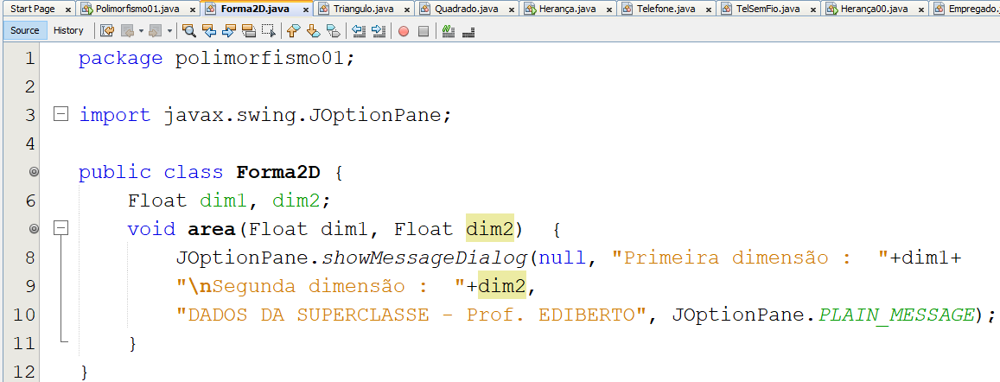 Start Page Polimorfismo01.java Forma2D.java Triangulo.java Quadrado.java Herança.java Telefone.java TelSemFio.java Herança00.java Empregado.
Source History
1 package polimorfismo01;
2
3 import javax.swing.JOptionPane;
4
public class Forma2D {
6 Float dim1, dim2;
void area(Float dim1, Float dim2)  {
8 JOptionPane.showMessageDialog(null, "Primeira dimensão :  "+dim1+
9 "\nSegunda dimensão :  "+dim2,
10 "DADOS DA SUPERCLASSE - Prof. EDIBERTO", JOptionPane.PLAIN_MESSAGE);
11 }
12 }